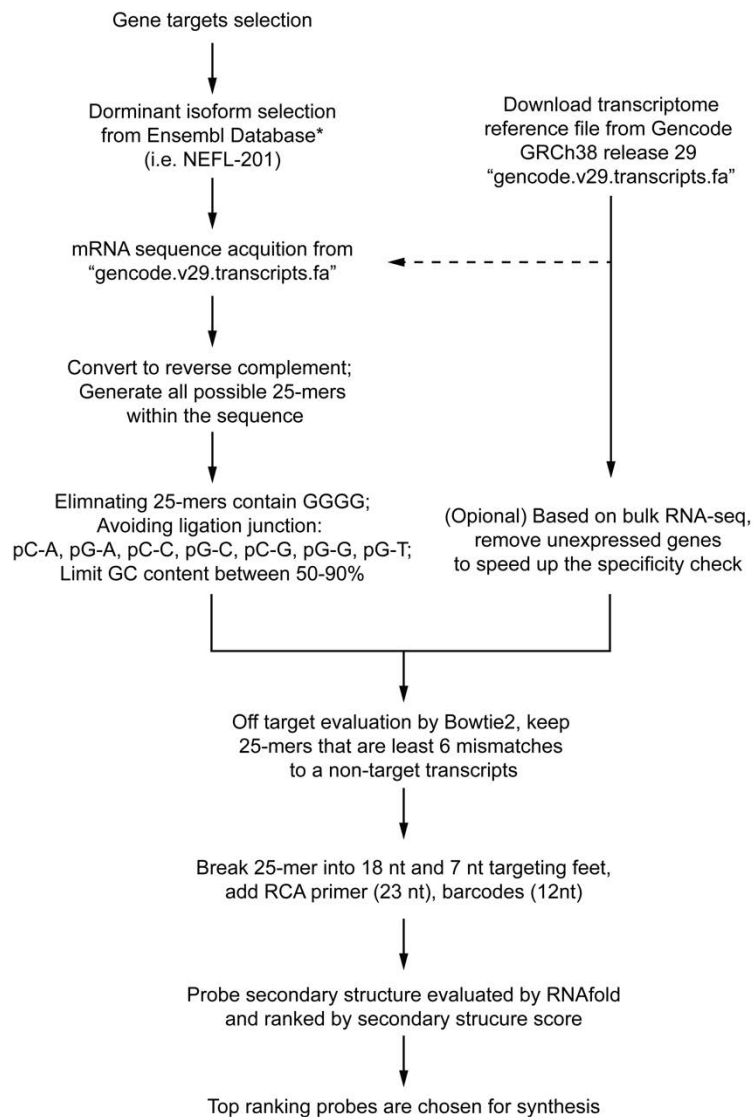 Gene targets selection
Dorminant isoform selection
from Ensembl Database*
(i.e. NEFL-201)
Download transcriptome
reference file from Gencode
GRCh38 release 29
“gencode.v29.transcripts.fa”
mRNA sequence acqution from
“gencode.v29.transcripts.fa”
Convert to reverse complement;
Generate all possible 25-mers
within the sequence
Elimnating 25-mers contain GGGG;
Avoiding ligation junction:
pC-A, pG-A, pC-C, pG-C, pC-G, pG-G, pG-T;
Limit GC content between 50-90%
(Opional) Based on bulk RNA-seq,
remove unexpressed genes
to speed up the specificity check
Off target evaluation by Bowtie2, keep
25-mers that are least 6 mismatches
to a non-target transcripts
Break 25-mer into 18 nt and 7 nt targeting feet,
add RCA primer (23 nt), barcodes (12nt)
Probe secondary structure evaluated by RNAfold
and ranked by secondary strucure score
Top ranking probes are chosen for synthesis